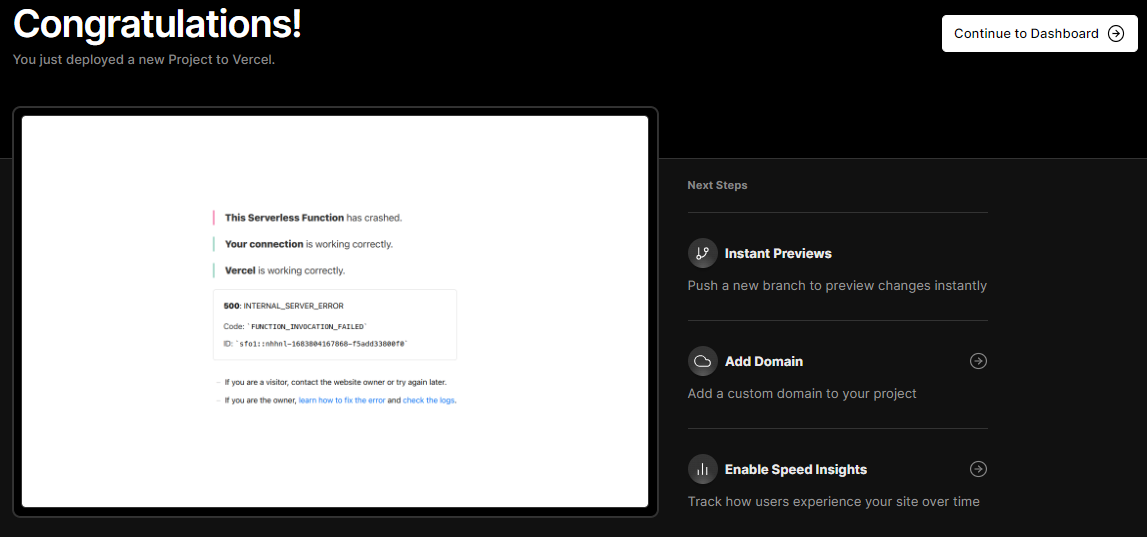 Congratulations!
Continue to Dashboard
You just deployed a new Project to Vercel.
This Serverless Function has crashed.
Your connection is working correctly.
Vercel is working correctly.
500: INTERNAL_SERVER_ERROR
Code: `FUNCTION_INVOCATION_FAILED`
ID: `sfo1::nhhnl-1683804167868-f5add33800f0`
If you are a visitor, contact the website owner or try again later.
If you are the owner, learn how to fix the error and check the logs.
Next Steps
Instant Previews
Push a new branch to preview changes instantly
Add Domain
Add a custom domain to your project
Enable Speed Insights
Track how users experience your site over time